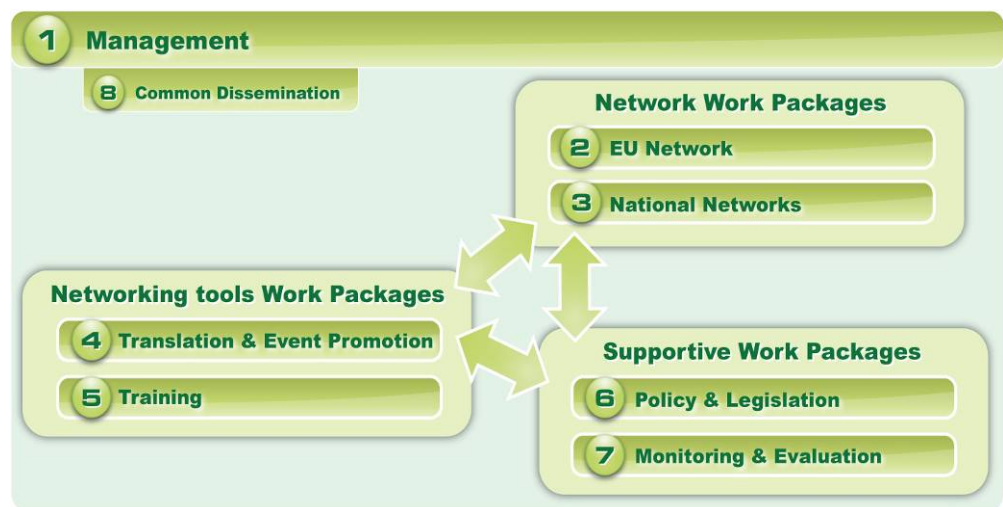 1 Management
8 Common Dissemination
Network Work Packages
2 EU Network
3 National Networks
Networking tools Work Packages
4 Translation & Event Promotion
5 Training
Supportive Work Packages
6 Policy & Legislation
7 Monitoring & Evaluation